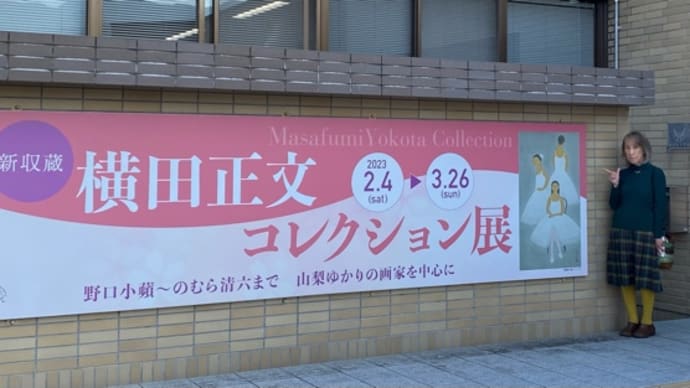 Masafumi Yokota Collection
新収蔵
横田正文
2023
2.4
(sat)
3.26
(sun)
コレクション展
野口小蘋～のむら清六まで 山梨ゆかりの画家を中心に